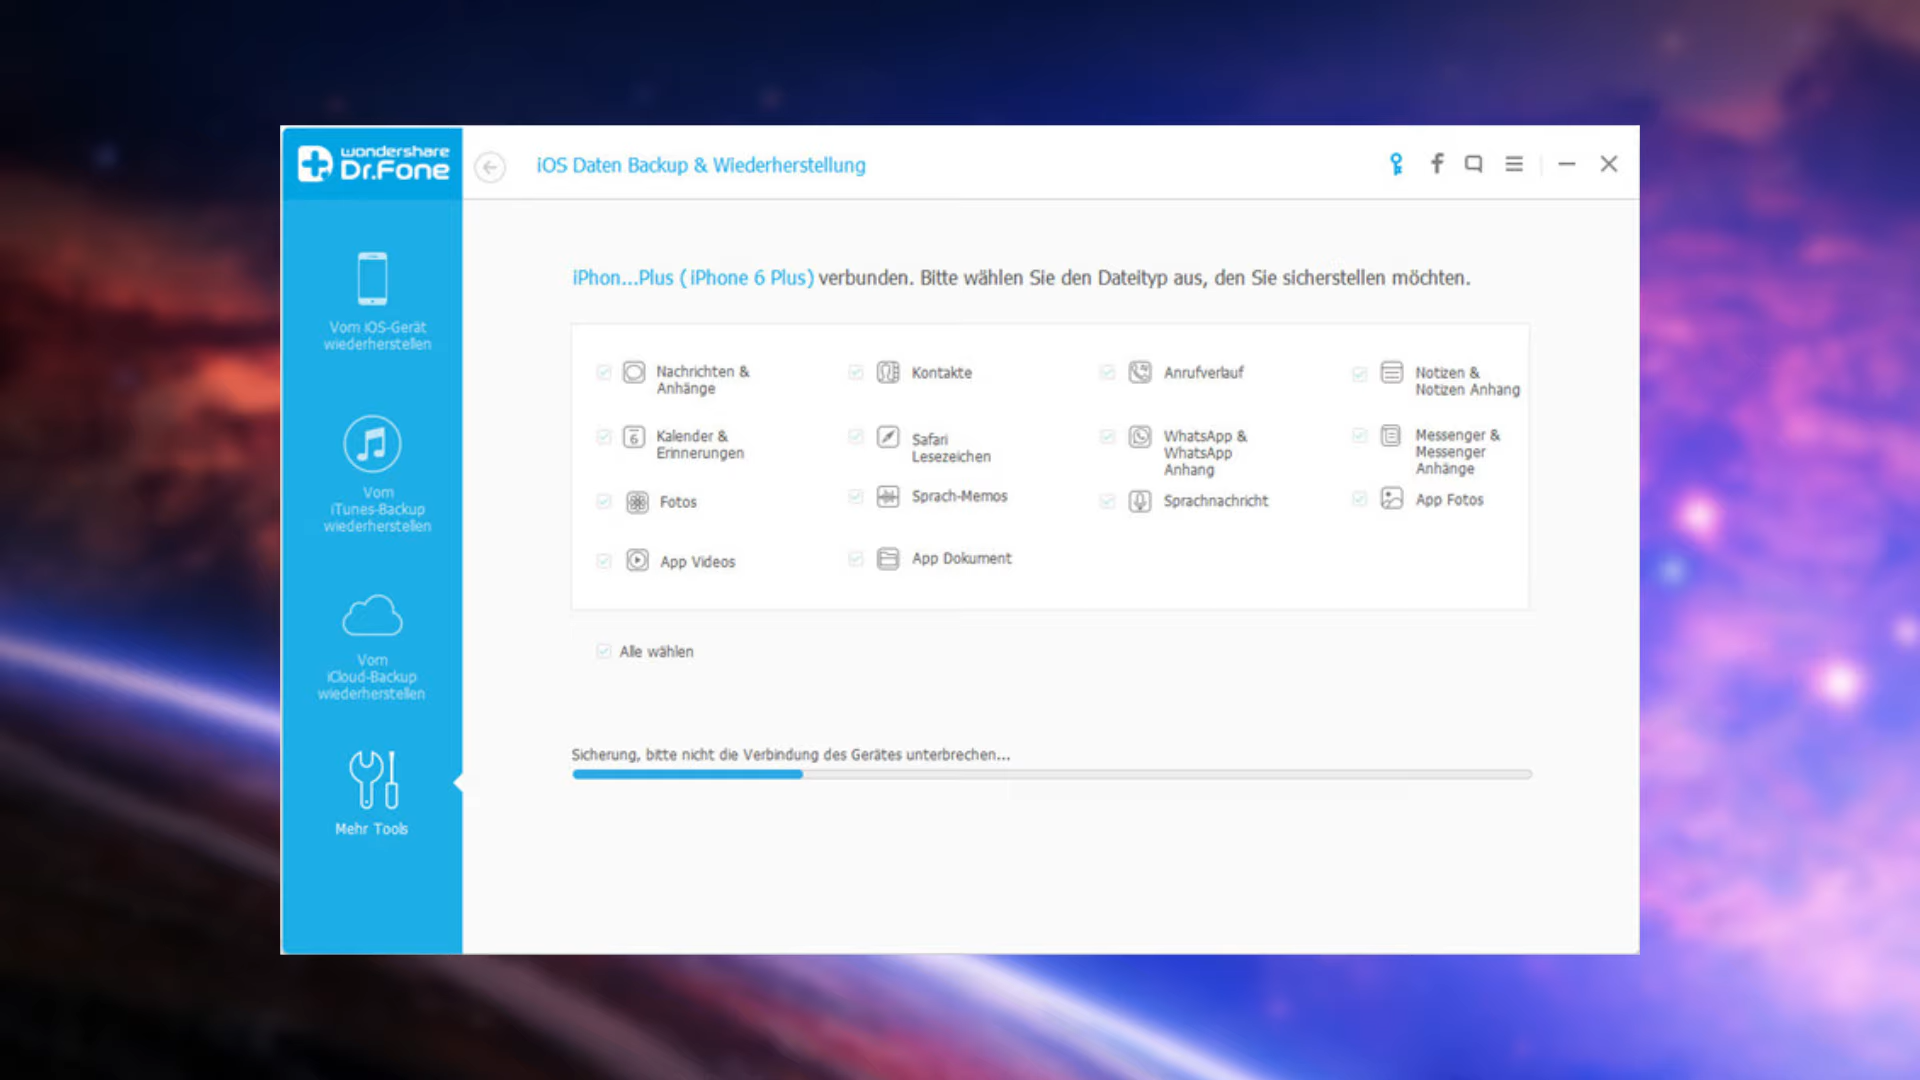 wondershare
Dr.Fone
iOS Daten Backup & Wiederherstellung
Vom iOS-Gerät
wiederherstellen
Vom
iTunes-Backup
wiederherstellen
Vom
iCloud-Backup
wiederherstellen
Mehr Tools
iPhon...Plus (iPhone 6 Plus) verbunden. Bitte wählen Sie den Dateityp aus, den Sie sicherstellen möchten.
Nachrichten &
Anhänge
Kontakte
Anrufverlauf
Notizen &
Notizen Anhang
6
Kalender &
Erinnerungen
Safari
Lesezeichen
WhatsApp &
WhatsApp
Anhang
Messenger &
Messenger
Anhänge
Fotos
Sprach-Memos
Sprachnachricht
App Fotos
App Videos
App Dokument
Alle wählen
Sicherung, bitte nicht die Verbindung des Gerätes unterbrechen...